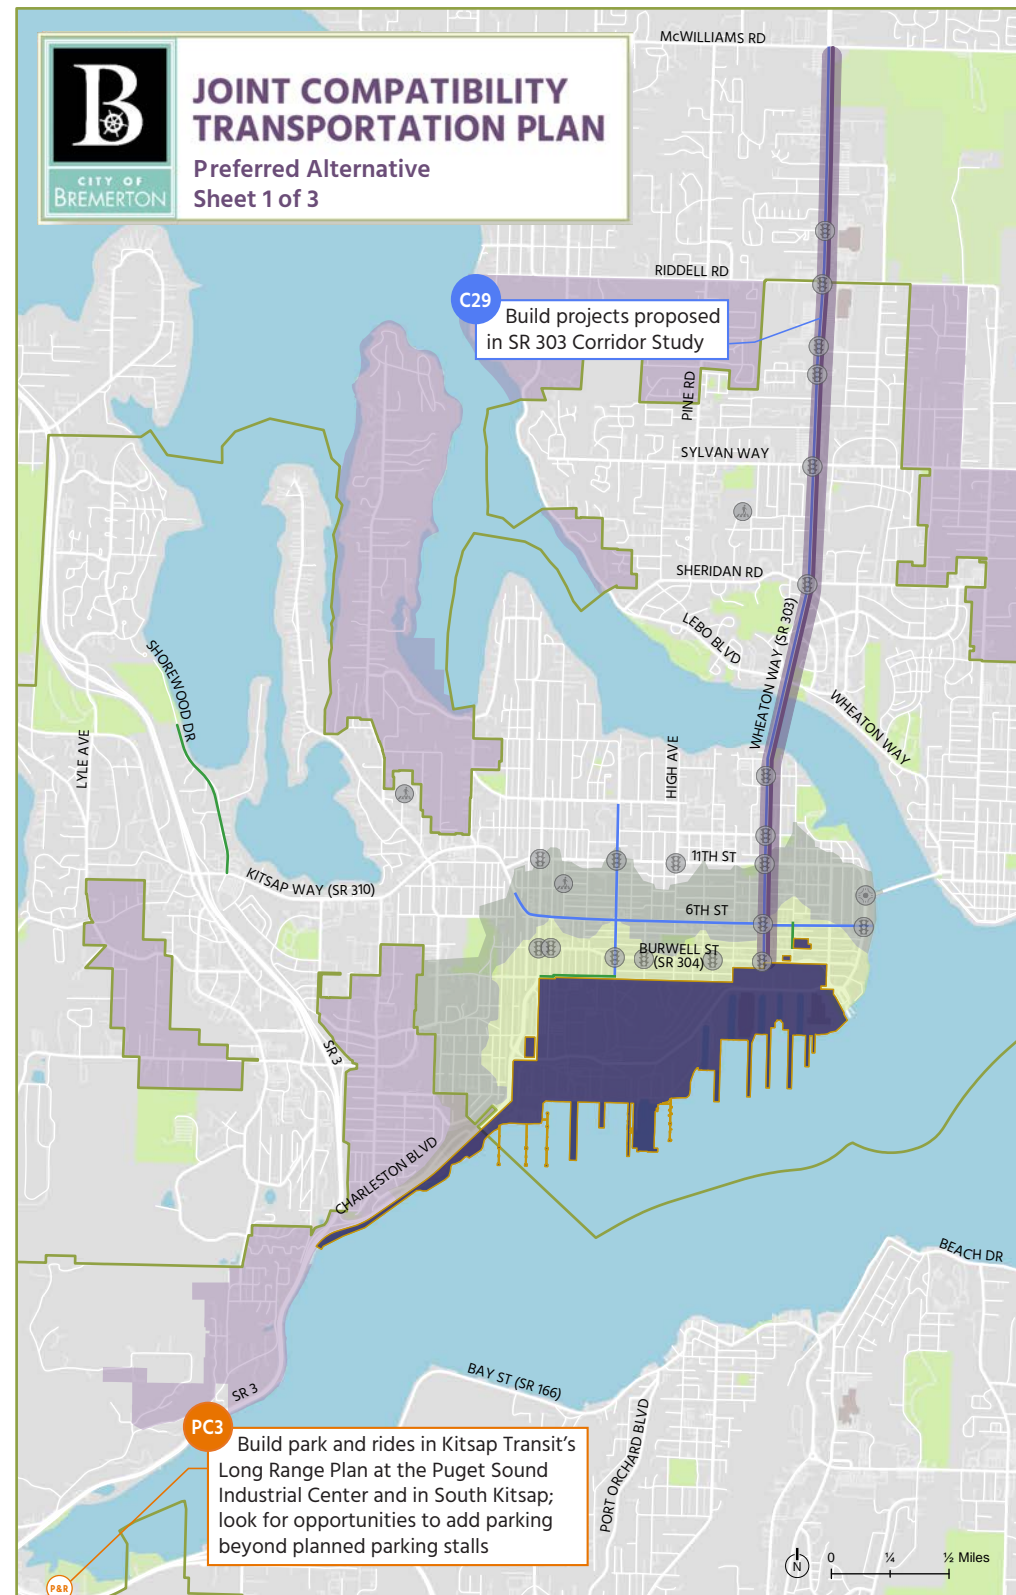 McWILLIAMS RD
B
CITY OF
BREMERTON
JOINT COMPATIBILITY
TRANSPORTATION PLAN
Preferred Alternative
Sheet 1 of 3
RIDDELL RD
C29
Build projects proposed
in SR 303 Corridor Study
PINE RD
SYLVAN WAY
SHERIDAN RD
LEBO BLVD
WHEATON WAY (SR 303)
WHEATON WAY
SHOREWOOD DR
LYLE AVE
HIGH AVE
11TH ST
KITSAP WAY (SR 310)
6TH ST
BURWELL ST
(SR 304)
SR 3
CHARLESTON BLVD
BEACH DR
SR 3
BAY ST (SR 166)
PORT ORCHARD BLVD
PC3
Build park and rides in Kitsap Transit's
Long Range Plan at the Puget Sound
Industrial Center and in South Kitsap;
look for opportunities to add parking
beyond planned parking stalls
P&R
N
0 ¼ ½ Miles